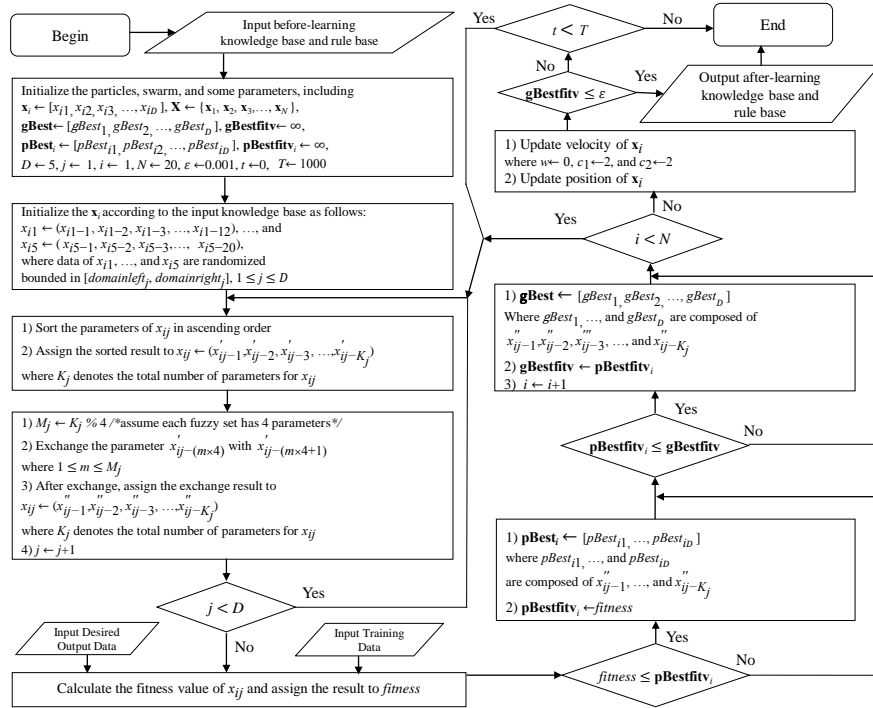 Begin
Input before-learning
knowledge base and rule base
Initialize the particles, swarm, and some parameters, including
x_i ← [x_i1, x_i2, x_i3, …, x_iD], X ← {x_1, x_2, x_3,…, x_N},
gBest← [gBest_1, gBest_2, …, gBest_D], gBestfitv← ∞,
pBest_i ← [pBest_i1, pBest_i2, …, pBest_iD], pBestfitv_i ← ∞,
D ← 5, j ← 1, i ← 1, N ← 20, ε ←0.001, t ←0, T← 1000
Initialize the x_i according to the input knowledge base as follows:
x_i1 ← (x_i1−1, x_i1−2, x_i1−3, …, x_i1−12), …, and
x_i5 ← ( x_i5−1, x_i5−2, x_i5−3,…, x_i5−20),
where data of x_i1, …, and x_i5 are randomized
bounded in [domainleft_j, domainright_j], 1 ≤ j ≤ D
1) Sort the parameters of x_ij in ascending order
2) Assign the sorted result to x_ij ← (x'_ij−1, x'_ij−2, x'_ij−3, …, x'_ij−K_j)
where K_j denotes the total number of parameters for x_ij
1) M_j ← K_j % 4 /*assume each fuzzy set has 4 parameters*/
2) Exchange the parameter x'_ij−(m×4) with x'_ij−(m×4+1)
where 1 ≤ m ≤ M_j
3) After exchange, assign the exchange result to
x_ij ← (x''_ij−1, x''_ij−2, x''_ij−3, …, x''_ij−K_j)
where K_j denotes the total number of parameters for x_ij
4) j ← j+1
j < D
Yes
No
Input Desired
Output Data
Input Training
Data
Calculate the fitness value of x_ij and assign the result to fitness
fitness ≤ pBestfitv_i
Yes
No
1) pBest_i ← [pBest_i1, …, pBest_iD]
where pBest_i1, …, and pBest_iD
are composed of x''_ij−1, …, and x''_ij−K_j
2) pBestfitv_i ←fitness
pBestfitv_i ≤ gBestfitv
Yes
No
1) gBest ← [gBest_1, gBest_2, …, gBest_D]
Where gBest_1, …, and gBest_D are composed of
x''_ij−1, x''_ij−2, x'''_ij−3, …, and x''_ij−K_j
2) gBestfitv ← pBestfitv_i
3) i ← i+1
i < N
Yes
No
1) Update velocity of x_i
where w← 0, c_1←2, and c_2←2
2) Update position of x_i
gBestfitv ≤ ε
Yes
No
Output after-learning
knowledge base and
rule base
t < T
Yes
No
End